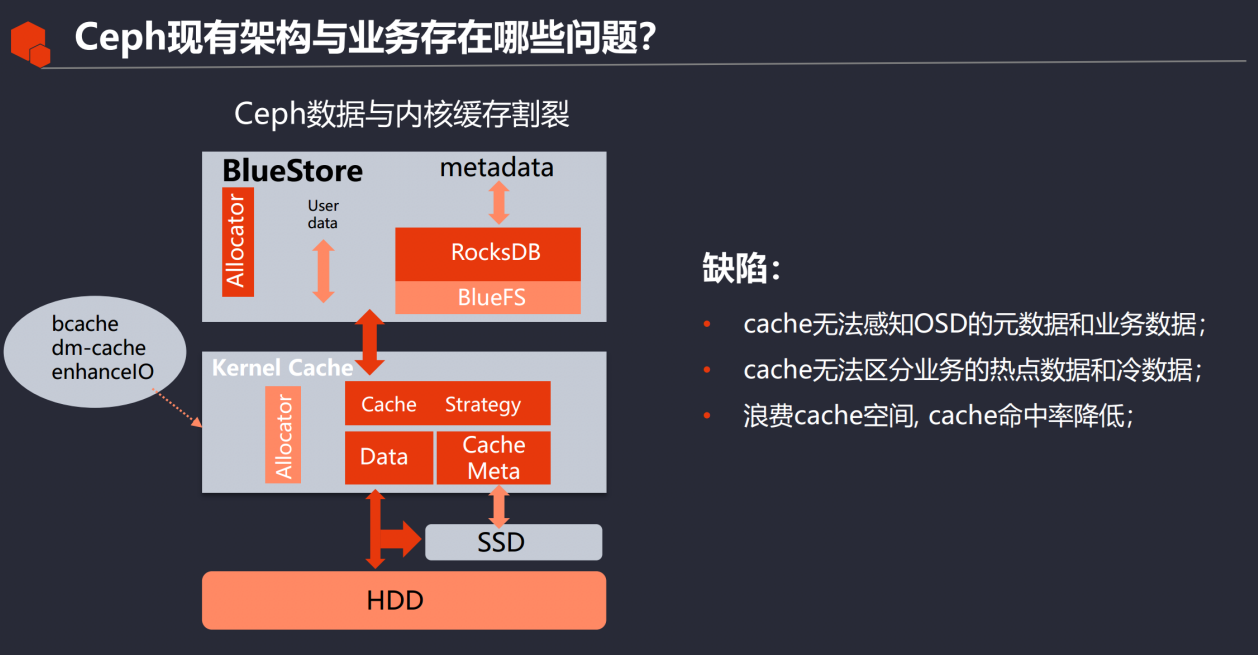 Ceph现有架构与业务存在哪些问题?
Ceph数据与内核缓存割裂
BlueStore
metadata
Allocator
User
data
RocksDB
BlueFS
bcache
dm-cache
enhanceIO
Kernel Cache
Allocator
Cache Strategy
Data
Cache
Meta
SSD
HDD
缺陷：
• cache无法感知OSD的元数据和业务数据；
• cache无法区分业务的热点数据和冷数据；
• 浪费cache空间, cache命中率降低；